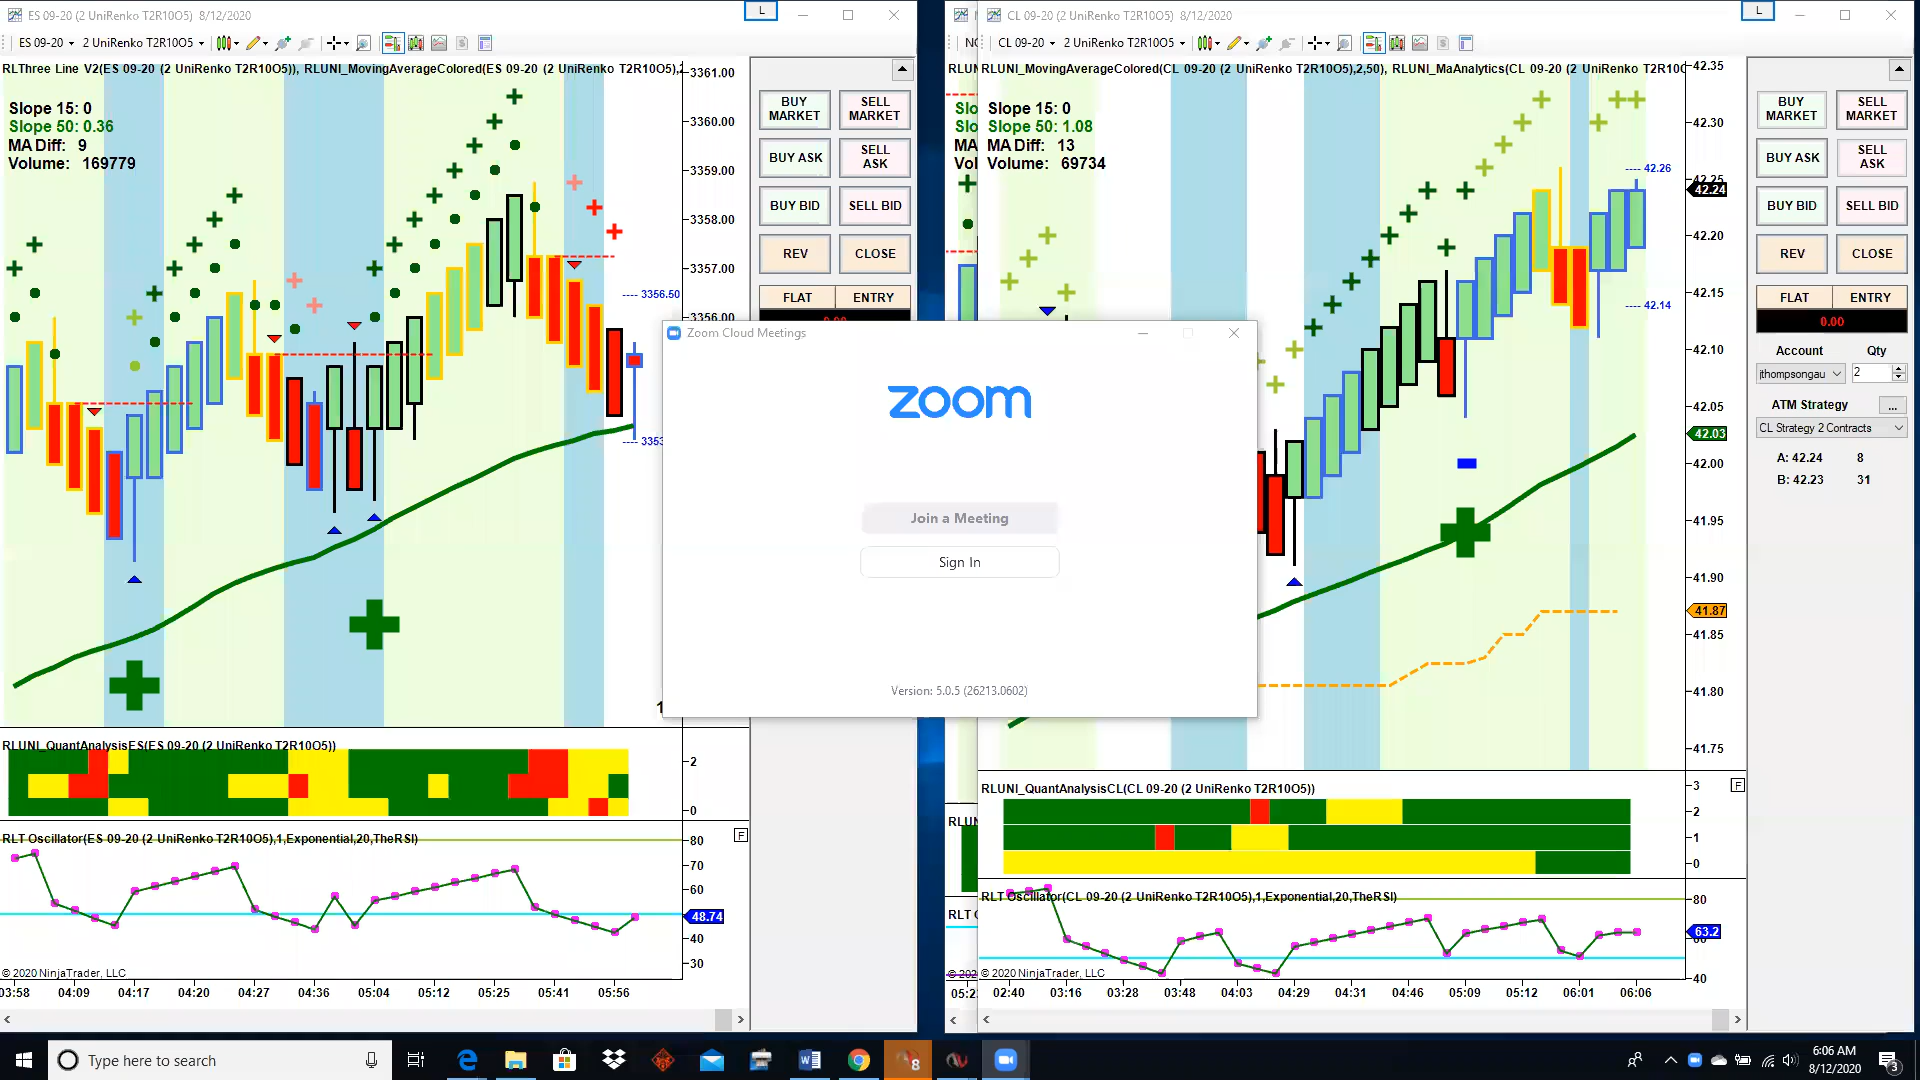 ES 09-20 (2 UniRenko T2R10O5) 8/12/2020
L
ES 09-20
2 UniRenko T2R10O5
RLThree Line V2(ES 09-20 (2 UniRenko T2R10O5)), RLUNI_MovingAverageColored(ES 09-20 (2 UniRenko T2R10O5),2
Slope 15: 0
Slope 50: 0.36
MA Diff: 9
Volume: 169779
3361.00
3360.00
3359.00
3358.00
3357.00
3356.50
3356.00
3353
BUY MARKET
SELL MARKET
BUY ASK
SELL ASK
BUY BID
SELL BID
REV
CLOSE
FLAT
ENTRY
RLUNI_QuantAnalysisES(ES 09-20 (2 UniRenko T2R10O5))
2
0
RLT Oscillator(ES 09-20 (2 UniRenko T2R10O5),1,Exponential,20,TheRSI)
F
80
70
60
48.74
40
30
© 2020 NinjaTrader, LLC
03:58 04:09 04:17 04:20 04:27 04:36 05:04 05:12 05:25 05:41 05:56
Zoom Cloud Meetings
zoom
Join a Meeting
Sign In
Version: 5.0.5 (26213.0602)
CL 09-20 (2 UniRenko T2R10O5) 8/12/2020
L
CL 09-20
2 UniRenko T2R10O5
RLUNI_MovingAverageColored(CL 09-20 (2 UniRenko T2R10O5),2,50), RLUNI_MaAnalytics(CL 09-20 (2 UniRenko T2R10O
Slo
Slo
MA
Vol
Slope 15: 0
Slope 50: 1.08
MA Diff: 13
Volume: 69734
42.35
42.30
42.26
42.25
42.24
42.20
42.15
42.14
42.10
42.05
42.03
42.00
41.95
41.90
41.87
41.85
41.80
41.75
BUY MARKET
SELL MARKET
BUY ASK
SELL ASK
BUY BID
SELL BID
REV
CLOSE
FLAT
ENTRY
0.00
Account
Qty
jthompsongau
2
ATM Strategy
...
CL Strategy 2 Contracts
A: 42.24 8
B: 42.23 31
RLUNI_QuantAnalysisCL(CL 09-20 (2 UniRenko T2R10O5))
F
3
2
1
0
RLT Oscillator(CL 09-20 (2 UniRenko T2R10O5),1,Exponential,20,TheRSI)
80
63.2
40
© 2020 NinjaTrader, LLC
05:2
02:40 03:16 03:28 03:48 04:03 04:29 04:31 04:46 05:09 05:12 06:01 06:06
Type here to search
8
6:06 AM
8/12/2020
3